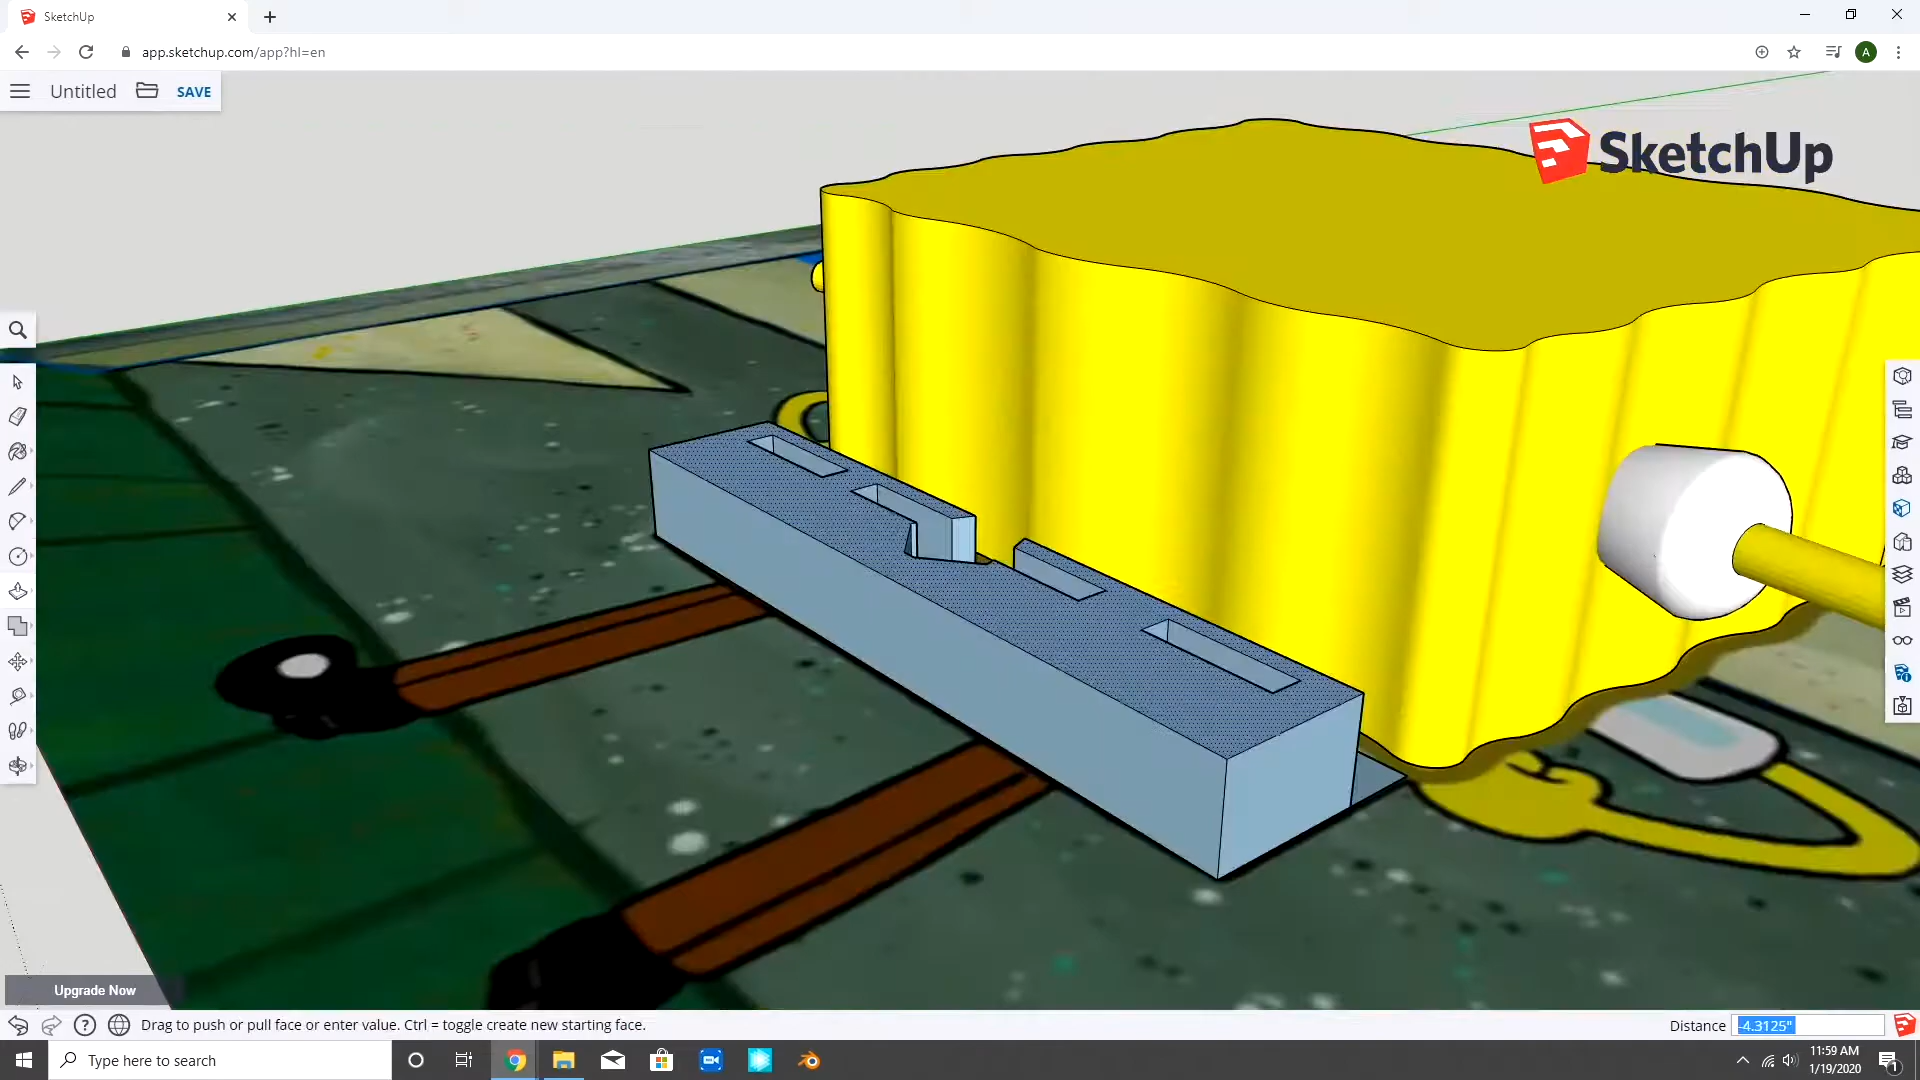 SketchUp
app.sketchup.com/app?hl=en
A
Untitled
SAVE
SketchUp
Upgrade Now
Drag to push or pull face or enter value. Ctrl = toggle create new starting face.
Distance
-4.3125"
Type here to search
11:59 AM
1/19/2020
1